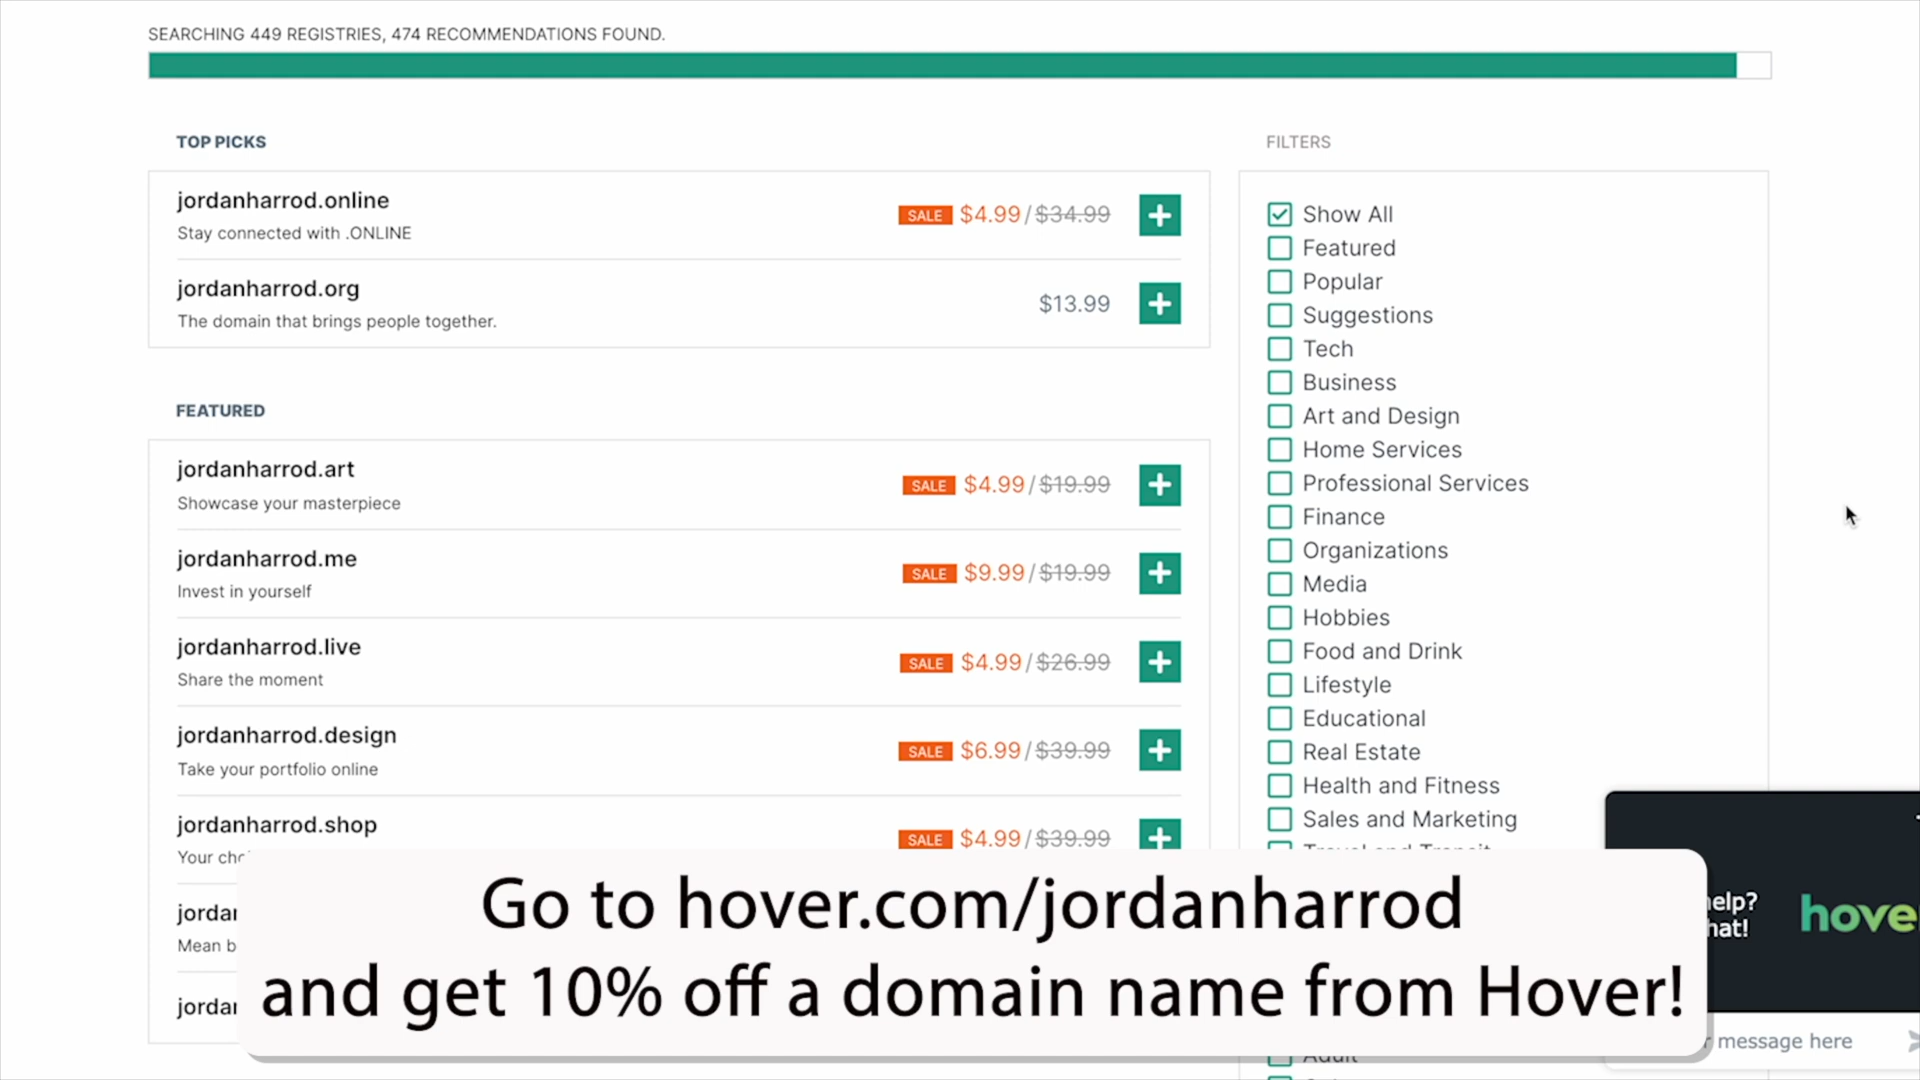 SEARCHING 449 REGISTRIES, 474 RECOMMENDATIONS FOUND.
TOP PICKS
jordanharrod.online
Stay connected with .ONLINE
SALE $4.99/$34.99
jordanharrod.org
The domain that brings people together.
$13.99
FEATURED
jordanharrod.art
Showcase your masterpiece
SALE $4.99/$19.99
jordanharrod.me
Invest in yourself
SALE $9.99/$19.99
jordanharrod.live
Share the moment
SALE $4.99/$26.99
jordanharrod.design
Take your portfolio online
SALE $6.99/$39.99
jordanharrod.shop
Your
SALE $4.99/$39.99
Mean
FILTERS
Show All
Featured
Popular
Suggestions
Tech
Business
Art and Design
Home Services
Professional Services
Finance
Organizations
Media
Hobbies
Food and Drink
Lifestyle
Educational
Real Estate
Health and Fitness
Sales and Marketing
Travel and Transit
Adult
Go to hover.com/jordanharrod
and get 10% off a domain name from Hover!
message here